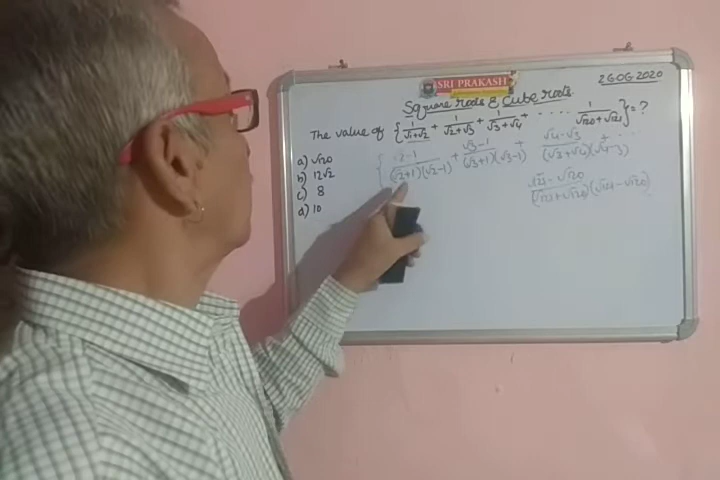 SRI PRAKASH
26 06 2020
Square roots & Cube roots
The value of { 1/(√1+√2) + 1/(√2+√3) + 1/(√3+√4) + ..... 1/(√120+√121) } = ?
{ (√2-1)/((√2+1)(√2-1)) + (√3-1)/((√3+1)(√3-1)) + (√4-√3)/((√3+√4)(√4-3)) + ...
(√121-√120)/((√121+√120)(√121-√120))
a) √120
b) 12√2
c) 8
d) 10